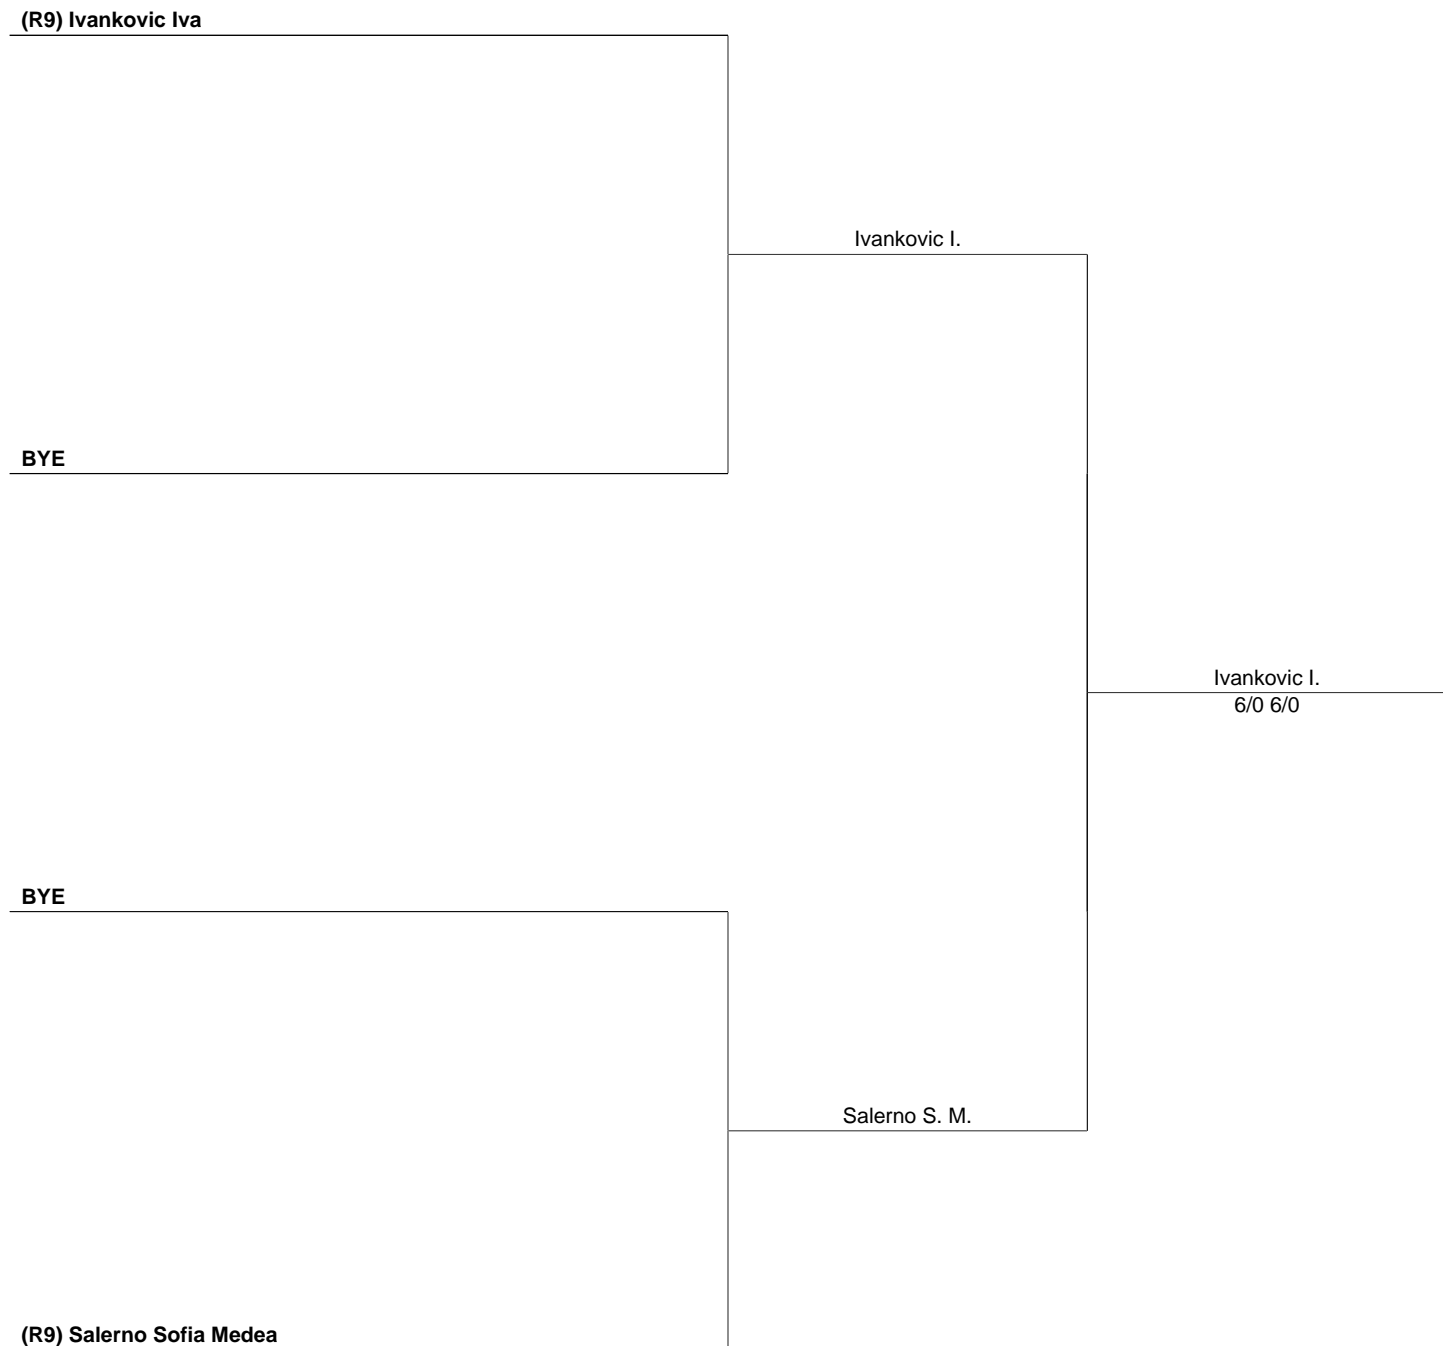 (R9) Ivankovic Iva
Ivankovic I.
BYE
Ivankovic I.
6/0 6/0
BYE
Salerno S. M.
(R9) Salerno Sofia Medea